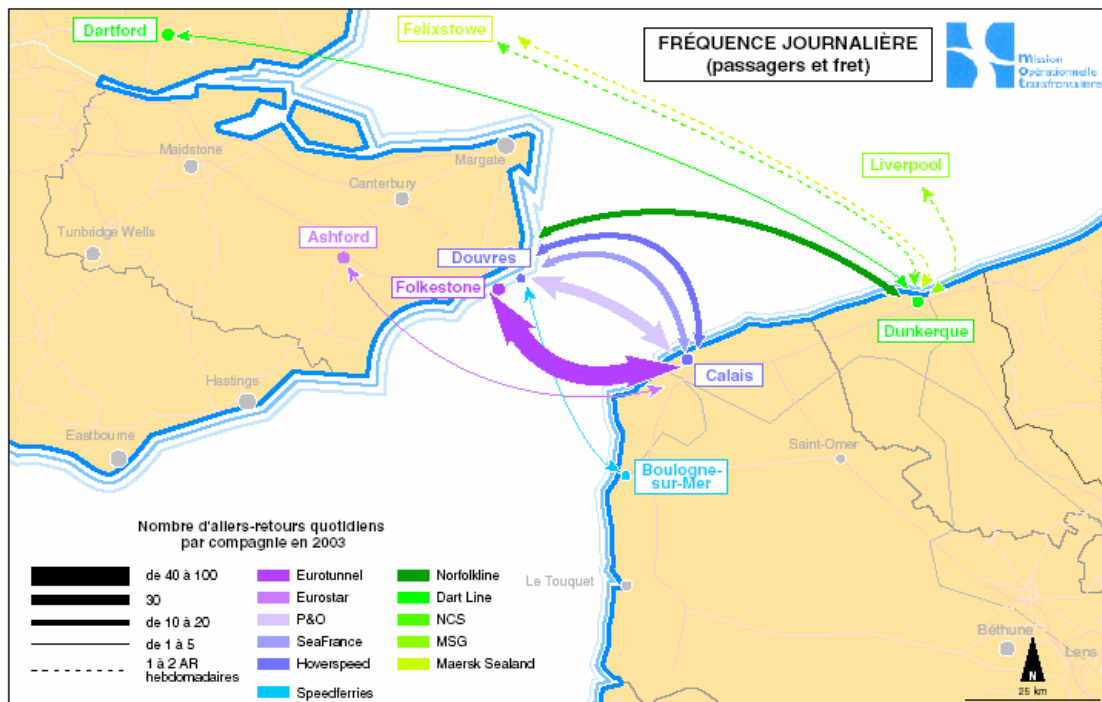 Dartford
Felixstowe
FRÉQUENCE JOURNALIÈRE
(passagers et fret)
Mission
Opérationnelle
transfrontalière
Maidstone
Margate
Liverpool
Canterbury
Tunbridge Wells
Ashford
Douvres
Folkestone
Dunkerque
Calais
Hastings
Eastbourne
Saint-Omer
Boulogne-
sur-Mer
Nombre d'allers-retours quotidiens
par compagnie en 2003
de 40 à 100
30
de 10 à 20
de 1 à 5
1 à 2 AR
hebdomadaires
Eurotunnel
Eurostar
P&O
SeaFrance
Hoverspeed
Speedferries
Norfolkline
Dart Line
NCS
MSG
Maersk Sealand
Le Touquet
Béthune
Lens
N
25 km